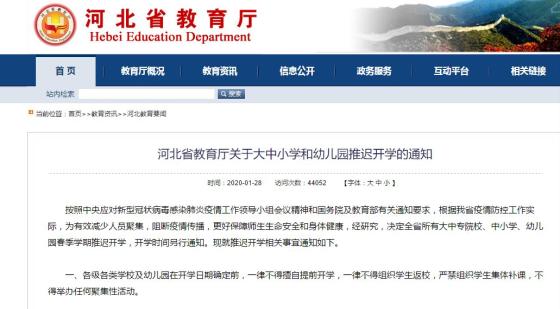 河北省教育厅
Hebei Education Department
首 页 教育厅概况 教育资讯 信息公开 政务服务 互动平台 相关链接
站内检索 搜索
当前位置：首页>>教育资讯>>河北教育要闻
河北省教育厅关于大中小学和幼儿园推迟开学的通知
时间：2020-01-28 访问次数：44052 【字体：大 中 小】
按照中央应对新型冠状病毒感染肺炎疫情工作领导小组会议精神和国务院及教育部有关通知要求，根据我省疫情防控工作实
际，为有效减少人员聚集，阻断疫情传播，更好保障师生生命安全和身体健康，经研究，决定全省所有大中专院校、中小学、幼儿
园春季学期推迟开学，开学时间另行通知。现就推迟开学相关事宜通知如下。
一、各级各类学校及幼儿园在开学日期确定前，一律不得擅自提前开学，一律不得组织学生返校，严禁组织学生集体补课，不
得举办任何聚集性活动。